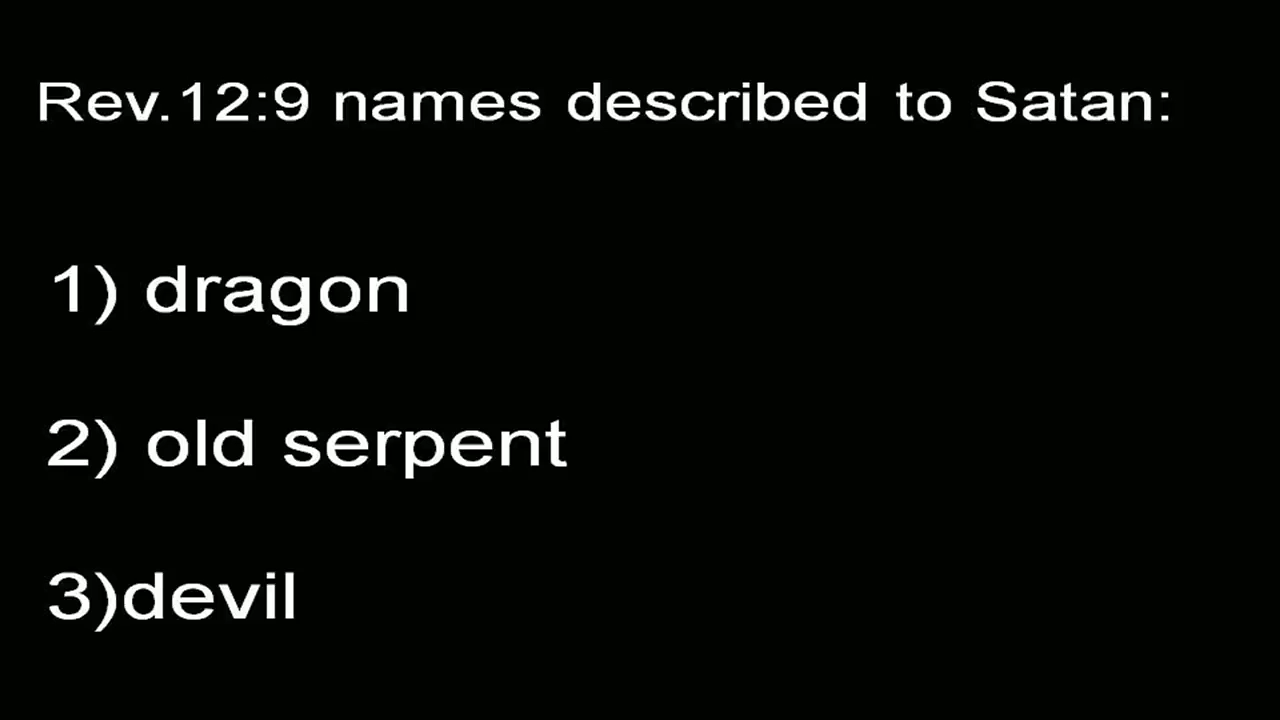 Rev.12:9 names described to Satan:
1) dragon
2) old serpent
3)devil